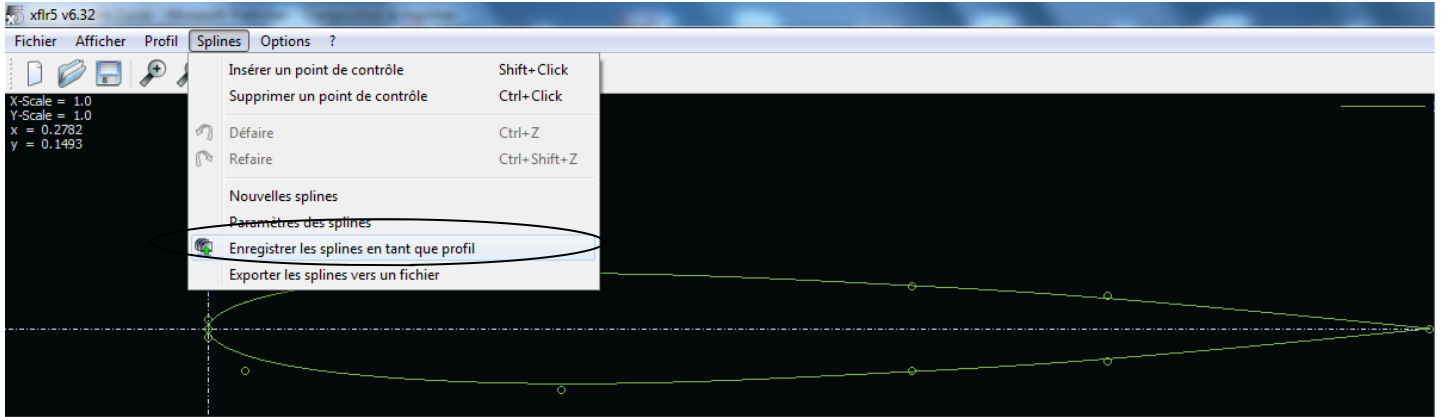 xflr5 v6.32
Fichier Afficher Profil Splines Options ?
X-Scale = 1.0
Y-Scale = 1.0
x = 0.2782
y = 0.1493
Insérer un point de contrôle Shift+Click
Supprimer un point de contrôle Ctrl+Click
Défaire Ctrl+Z
Refaire Ctrl+Shift+Z
Nouvelles splines
Paramètres des splines
Enregistrer les splines en tant que profil
Exporter les splines vers un fichier